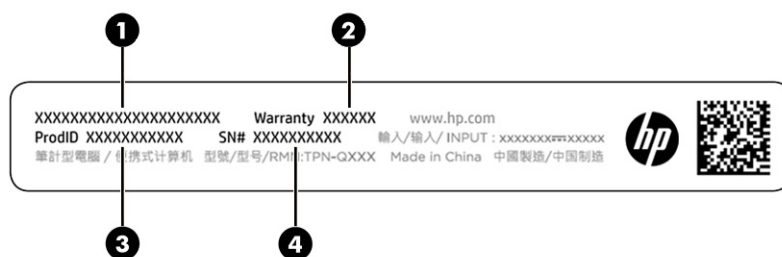 1 2
XXXXXXXXXXXXXXXXXXXXX Warranty XXXXXX www.hp.com
ProdID XXXXXXXXXXX SN# XXXXXXXXXX 輸入/输入/ INPUT : XXXXXXX⎓XXXXX hp
筆計型電腦 / 便携式计算机 型號/型号/RMN:TPN-QXXX Made in China 中國製造/中国制造
3 4